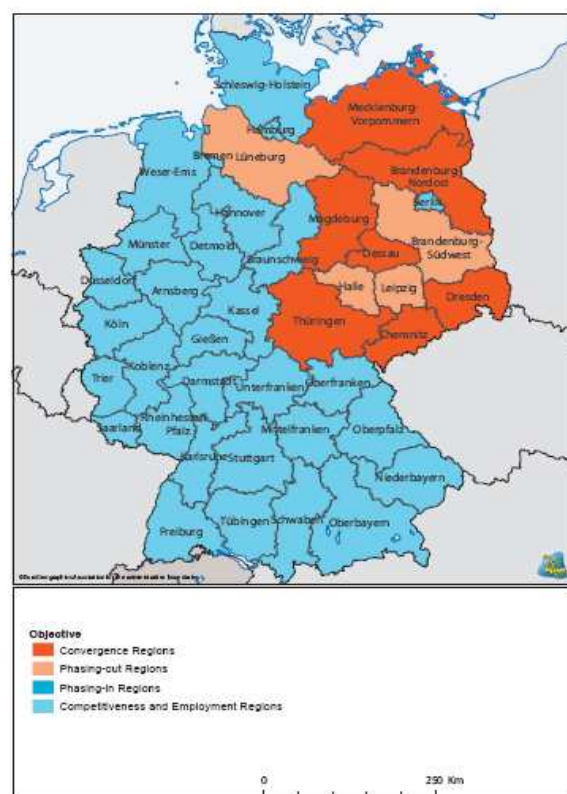 Schleswig-Holstein
Mecklenburg-
Vorpommern
Hamburg
Bremen
Lüneburg
Weser-Ems
Brandenburg-
Nordost
Berlin
Hannover
Magdeburg
Münster
Detmold
Braunschweig
Dessau
Brandenburg-
Südwest
Düsseldorf
Arnsberg
Halle
Leipzig
Dresden
Kassel
Köln
Thüringen
Chemnitz
Gießen
Koblenz
Trier
Darmstadt
Unterfranken
Oberfranken
Saarland
Rheinhessen-
Pfalz
Mittelfranken
Oberpfalz
Karlsruhe
Stuttgart
Niederbayern
Freiburg
Tübingen
Schwaben
Oberbayern
Objective
Convergence Regions
Phasing-out Regions
Phasing-in Regions
Competitiveness and Employment Regions
0 250 Km